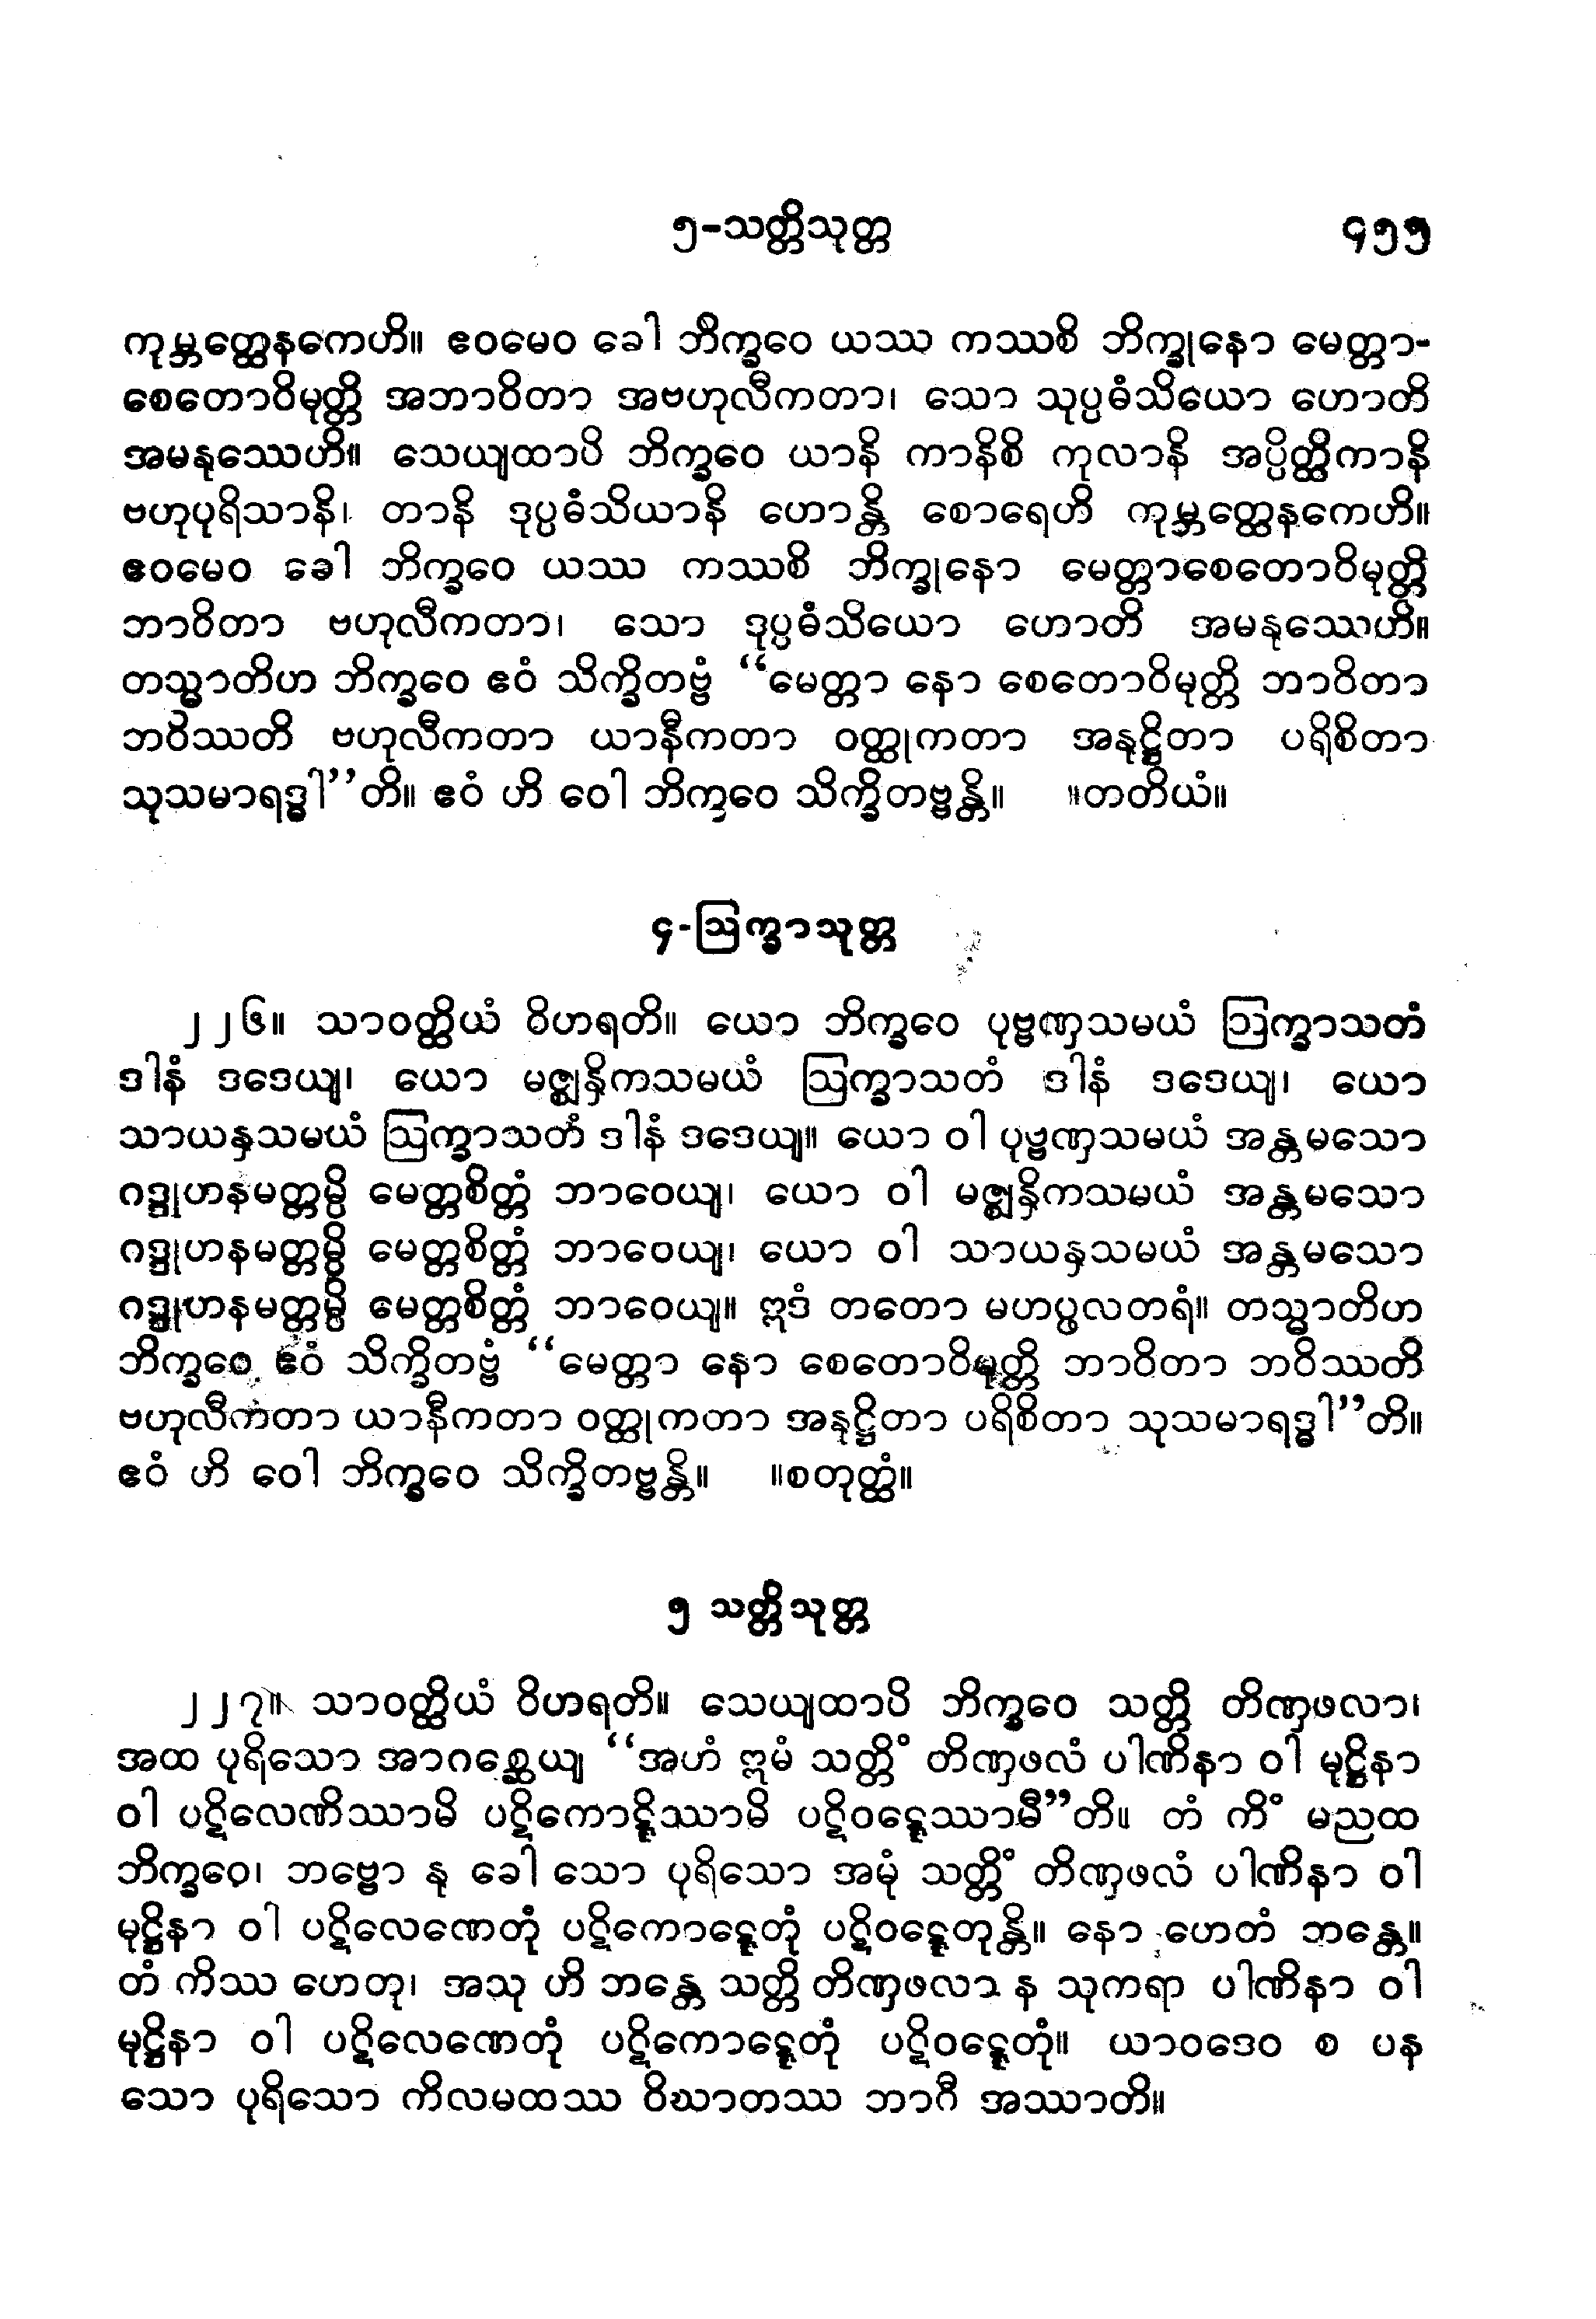 ၅-သတ္တိသုတ္တ ၄၅၅
ကုမ္ဘတ္ထေနကေဟိ။ ဧဝမေဝ ခေါ ဘိက္ခဝေ ယဿ ကဿစိ ဘိက္ခုနော မေတ္တာ-
စေတောဝိမုတ္တိ အဘာဝိတာ အဗဟုလီကတာ၊ သော သုပ္ပဓံသိယော ဟောတိ
အမနုဿေဟိ။ သေယျထာပိ ဘိက္ခဝေ ယာနိ ကာနိစိ ကုလာနိ အပ္ပိတ္ထိကာနိ
ဗဟုပုရိသာနိ၊ တာနိ ဒုပ္ပဓံသိယာနိ ဟောန္တိ စောရေဟိ ကုမ္ဘတ္ထေနကေဟိ။
ဧဝမေဝ ခေါ ဘိက္ခဝေ ယဿ ကဿစိ ဘိက္ခုနော မေတ္တာစေတောဝိမုတ္တိ
ဘာဝိတာ ဗဟုလီကတာ၊ သော ဒုပ္ပဓံသိယော ဟောတိ အမနုဿေဟိ။
တသ္မာတိဟ ဘိက္ခဝေ ဧဝံ သိက္ခိတဗ္ဗံ “မေတ္တာ နော စေတောဝိမုတ္တိ ဘာဝိတာ
ဘဝိဿတိ ဗဟုလီကတာ ယာနီကတာ ဝတ္ထုကတာ အနုဋ္ဌိတာ ပရိစိတာ
သုသမာရဒ္ဓါ”တိ။ ဧဝံ ဟိ ဝေါ ဘိက္ခဝေ သိက္ခိတဗ္ဗန္တိ။ ။တတိယံ။
၄-ဩက္ခာသုတ္တ
၂၂၆။ သာဝတ္ထိယံ ဝိဟရတိ။ ယော ဘိက္ခဝေ ပုဗ္ဗဏှသမယံ ဩက္ခာသတံ
ဒါနံ ဒဒေယျ၊ ယော မဇ္ဈန္ှိကသမယံ ဩက္ခာသတံ ဒါနံ ဒဒေယျ၊ ယော
သာယနှသမယံ ဩက္ခာသတံ ဒါနံ ဒဒေယျ။ ယော ဝါ ပုဗ္ဗဏှသမယံ အန္တမသော
ဂဒ္ဒုဟနမတ္တမ္ပိ မေတ္တစိတ္တံ ဘာဝေယျ၊ ယော ဝါ မဇ္ဈနှိကသမယံ အန္တမသော
ဂဒ္ဒုဟနမတ္တမ္ပိ မေတ္တစိတ္တံ ဘာဝေယျ၊ ယော ဝါ သာယနှသမယံ အန္တမသော
ဂဒ္ဒုဟနမတ္တမ္ပိ မေတ္တစိတ္တံ ဘာဝေယျ။ ဣဒံ တတော မဟပ္ဖလတရံ။ တသ္မာတိဟ
ဘိက္ခဝေ ဧဝံ သိက္ခိတဗ္ဗံ “မေတ္တာ နော စေတောဝိမုတ္တိ ဘာဝိတာ ဘဝိဿတိ
ဗဟုလီကတာ ယာနီကတာ ဝတ္ထုကတာ အနုဋ္ဌိတာ ပရိစိတာ သုသမာရဒ္ဓါ”တိ။
ဧဝံ ဟိ ဝေါ ဘိက္ခဝေ သိက္ခိတဗ္ဗန္တိ။ ။စတုတ္ထံ။
၅ သတ္တိသုတ္တ
၂၂၇။ သာဝတ္ထိယံ ဝိဟရတိ။ သေယျထာပိ ဘိက္ခဝေ သတ္တိ တိဏှဖလာ၊
အထ ပုရိသော အာဂစ္ဆေယျ “အဟံ ဣမံ သတ္တိံ တိဏှဖလံ ပါဏိနာ ဝါ မုဋ္ဌိနာ
ဝါ ပဋိလေဏိဿာမိ ပဋိကောဋ္ဋိဿာမိ ပဋိဝဋ္ဋေဿာမီ”တိ။ တံ ကိံ မညထ
ဘိက္ခဝေ၊ ဘဗ္ဗော နု ခေါ သော ပုရိသော အမုံ သတ္တိံ တိဏှဖလံ ပါဏိနာ ဝါ
မုဋ္ဌိနာ ဝါ ပဋိလေဏေတုံ ပဋိကောဋ္ဋေတုံ ပဋိဝဋ္ဋေတုန္တိ။ နော ဟေတံ ဘန္တေ။
တံ ကိဿ ဟေတု၊ အသု ဟိ ဘန္တေ သတ္တိ တိဏှဖလာ န သုကရာ ပါဏိနာ ဝါ
မုဋ္ဌိနာ ဝါ ပဋိလေဏေတုံ ပဋိကောဋ္ဋေတုံ ပဋိဝဋ္ဋေတုံ။ ယာဝဒေဝ စ ပန
သော ပုရိသော ကိလမထဿ ဝိဃာတဿ ဘာဂီ အဿာတိ။